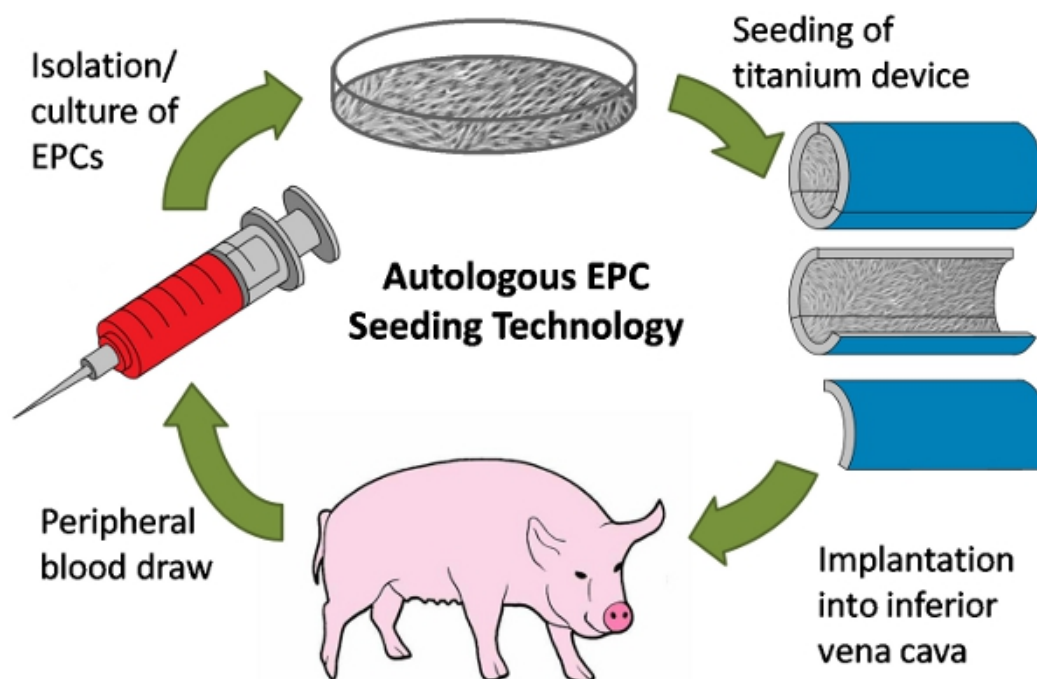 Isolation/
culture of
EPCs
Seeding of
titanium device
Autologous EPC
Seeding Technology
Peripheral
blood draw
Implantation
into inferior
vena cava